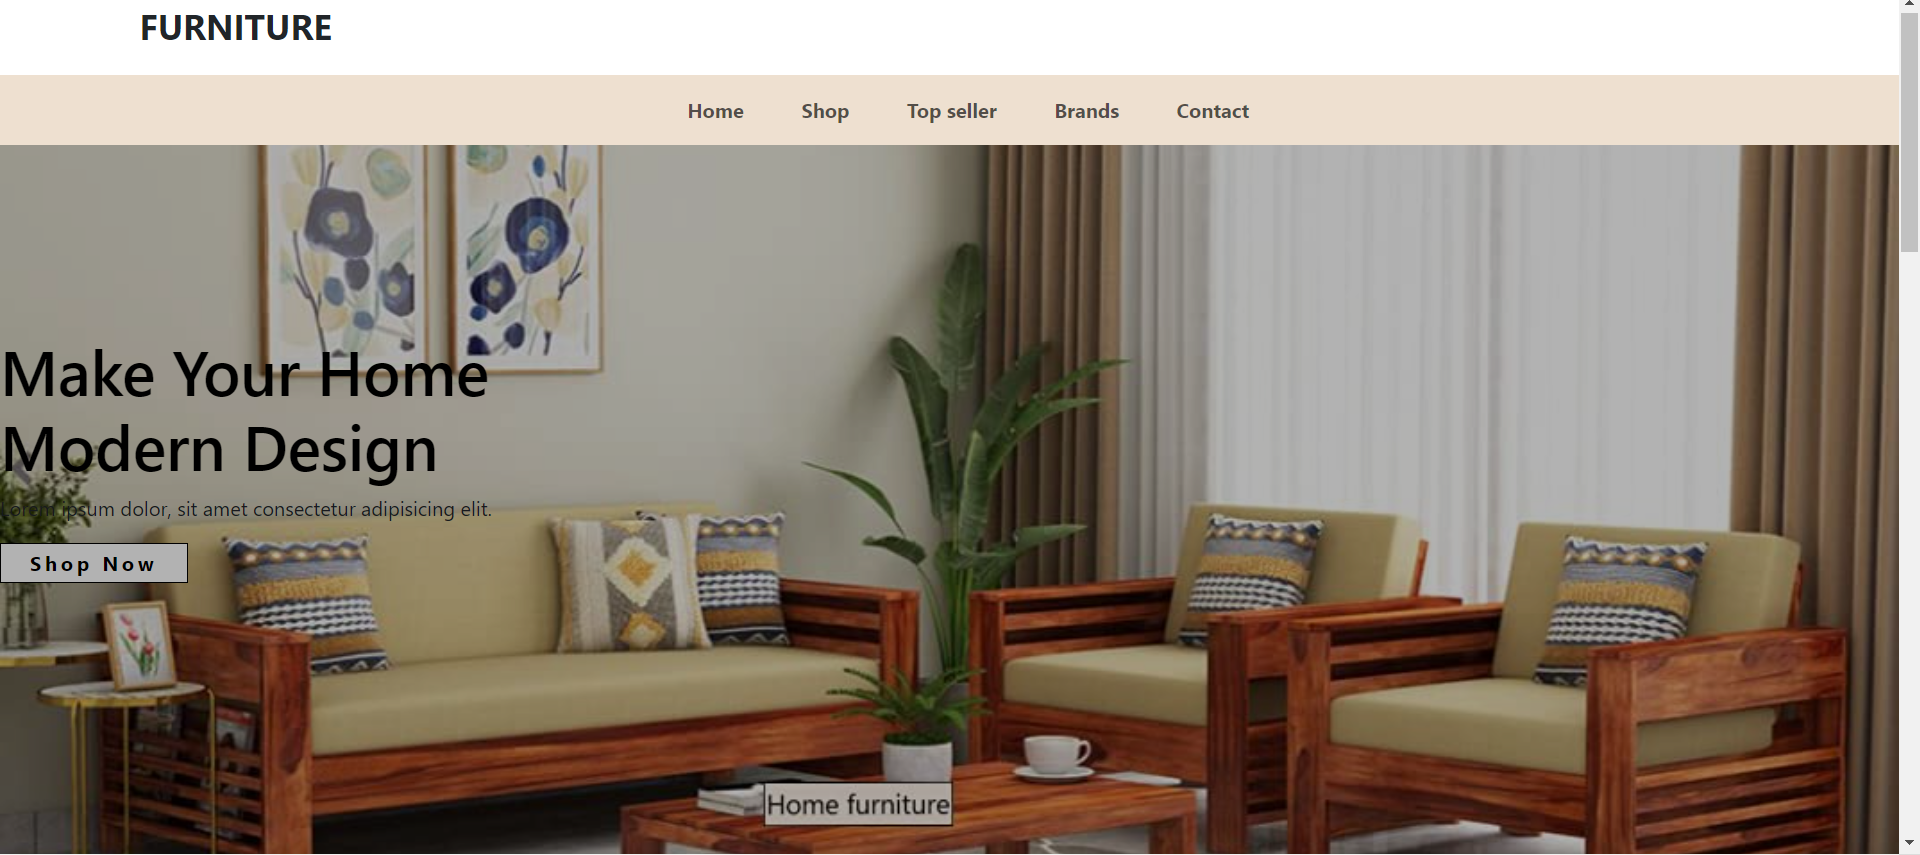 FURNITURE
Home Shop Top seller Brands Contact
Make Your Home
Modern Design
Lorem ipsum dolor, sit amet consectetur adipisicing elit.
Shop Now
Home furniture